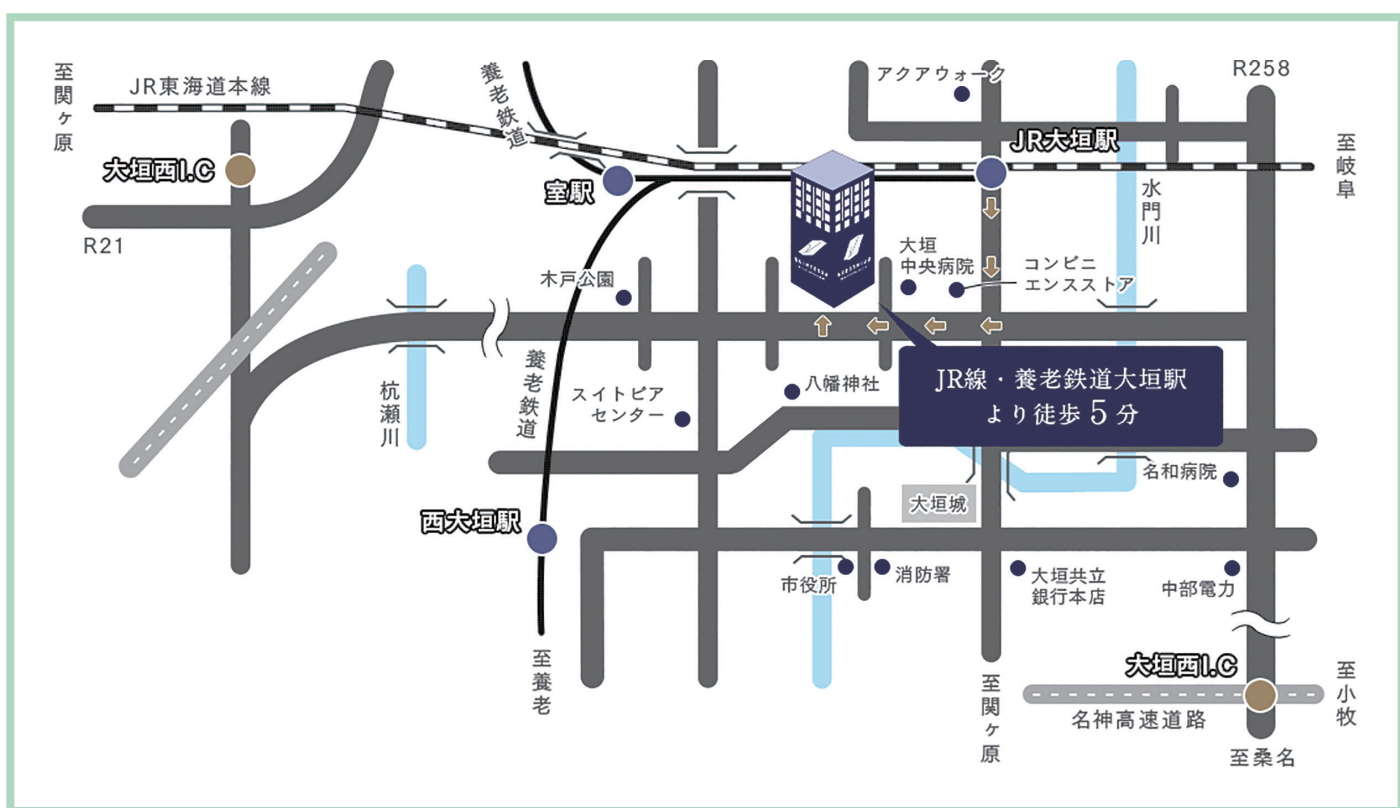 至関ヶ原
JR東海道本線
養老鉄道
アクアウォーク
R258
大垣西I.C
室駅
JR大垣駅
至岐阜
R21
水門川
木戸公園
大垣
中央病院
コンビニ
エンスストア
杭瀬川
養老鉄道
スイトピア
センター
八幡神社
JR線・養老鉄道大垣駅
より徒歩5分
名和病院
大垣城
西大垣駅
市役所
消防署
大垣共立
銀行本店
中部電力
至養老
至関ヶ原
大垣西I.C
至小牧
名神高速道路
至桑名